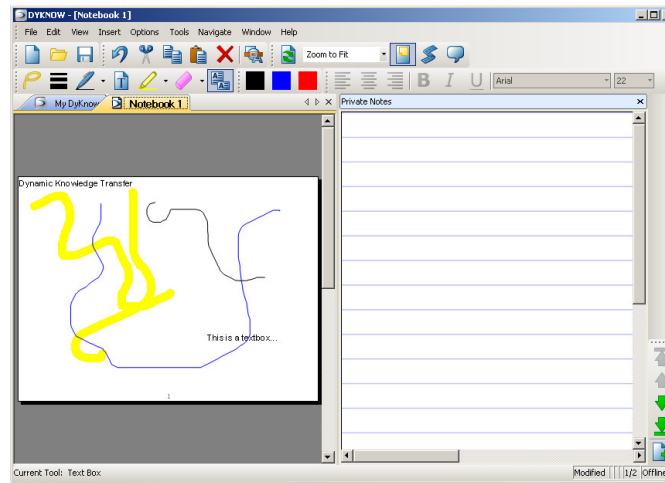 DYKNOW - [Notebook 1]
File Edit View Insert Options Tools Navigate Window Help
Zoom to Fit
B I U Arial 22
My DyKnow Notebook 1 Private Notes
Dynamic Knowledge Transfer
This is a textbox...
1
Current Tool: Text Box Modified 1/2 Offline